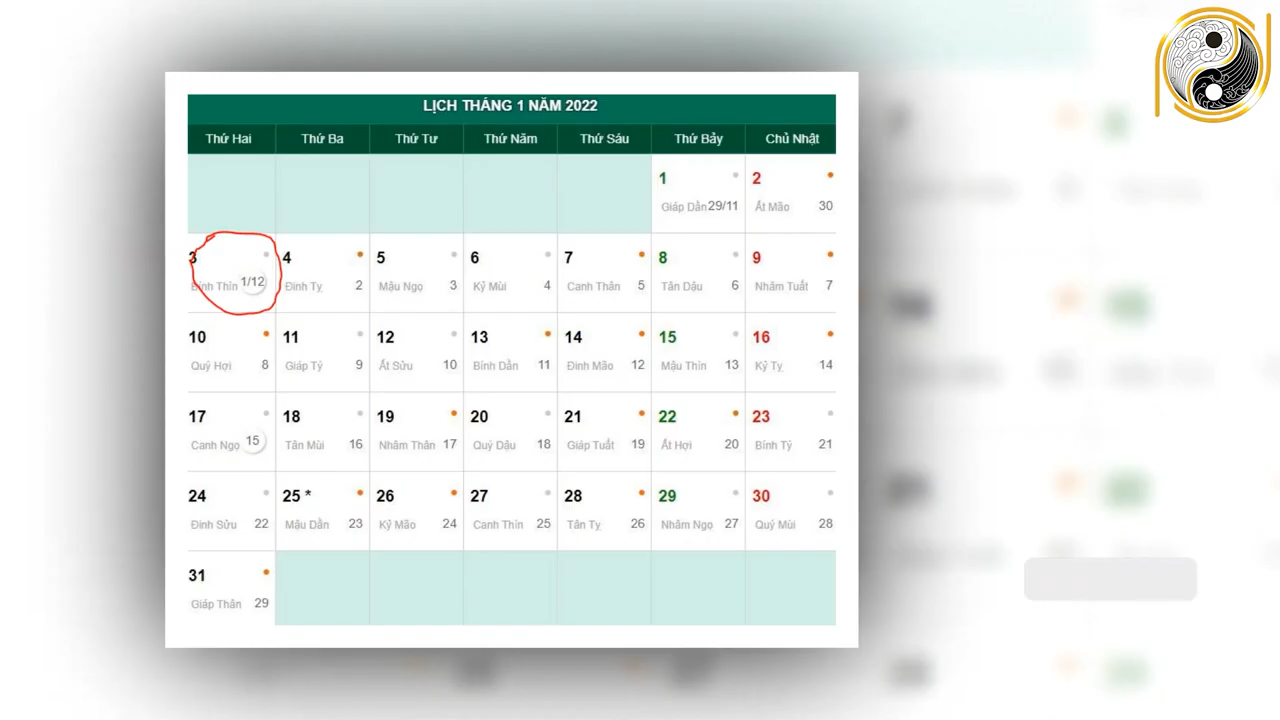 LỊCH THÁNG 1 NĂM 2022
Thứ Hai Thứ Ba Thứ Tư Thứ Năm Thứ Sáu Thứ Bảy Chủ Nhật
1 2
Giáp Dần 29/11 Ất Mão 30
3 4 5 6 7 8 9
Bính Thìn 1/12 Đinh Tỵ 2 Mậu Ngọ 3 Kỷ Mùi 4 Canh Thân 5 Tân Dậu 6 Nhâm Tuất 7
10 11 12 13 14 15 16
Quý Hợi 8 Giáp Tý 9 Ất Sửu 10 Bính Dần 11 Đinh Mão 12 Mậu Thìn 13 Kỷ Tỵ 14
17 18 19 20 21 22 23
Canh Ngọ 15 Tân Mùi 16 Nhâm Thân 17 Quý Dậu 18 Giáp Tuất 19 Ất Hợi 20 Bính Tý 21
24 25 * 26 27 28 29 30
Đinh Sửu 22 Mậu Dần 23 Kỷ Mão 24 Canh Thìn 25 Tân Tỵ 26 Nhâm Ngọ 27 Quý Mùi 28
31
Giáp Thân 29